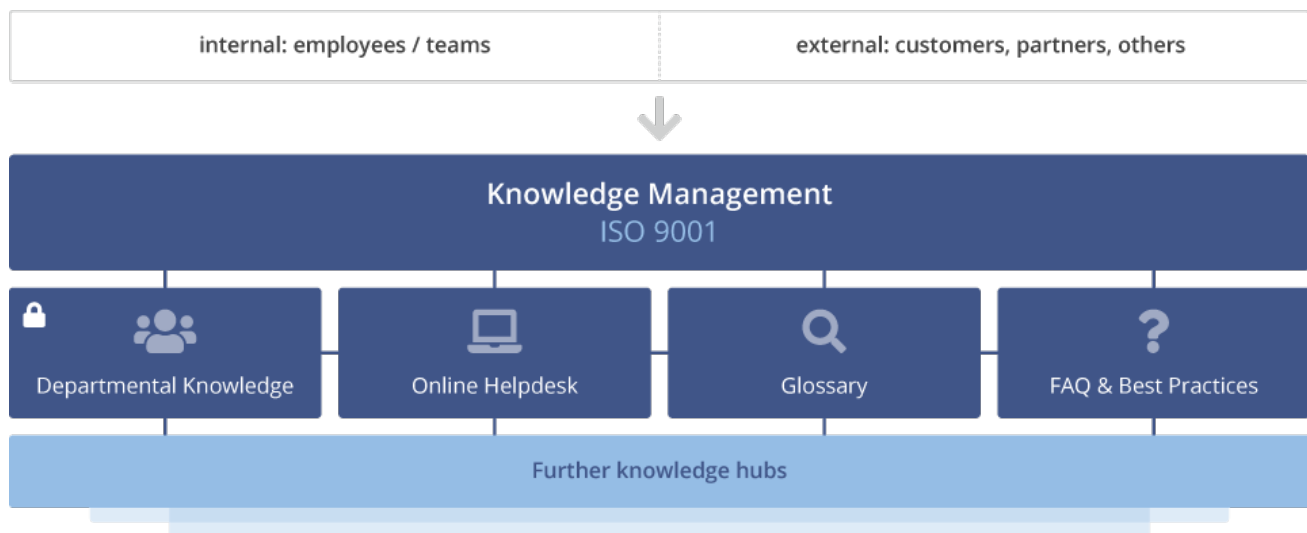 internal: employees / teams
external: customers, partners, others
Knowledge Management
ISO 9001
Departmental Knowledge
Online Helpdesk
Glossary
FAQ & Best Practices
Further knowledge hubs